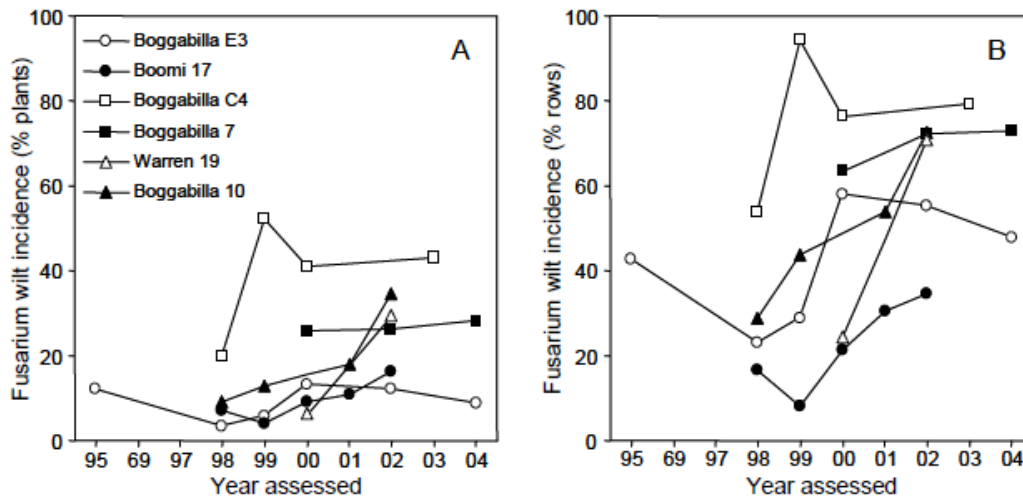 Fusarium wilt incidence (% plants)
100
80
60
40
20
0
A
Boggabilla E3
Boomi 17
Boggabilla C4
Boggabilla 7
Warren 19
Boggabilla 10
95 69 97 98 99 00 01 02 03 04
Year assessed
Fusarium wilt incidence (% rows)
100
80
60
40
20
0
B
95 69 97 98 99 00 01 02 03 04
Year assessed